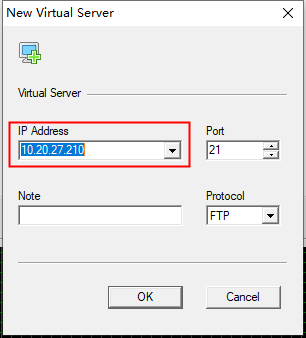 New Virtual Server
Virtual Server
IP Address
Port
10.20.27.210
21
Note
Protocol
FTP
OK
Cancel